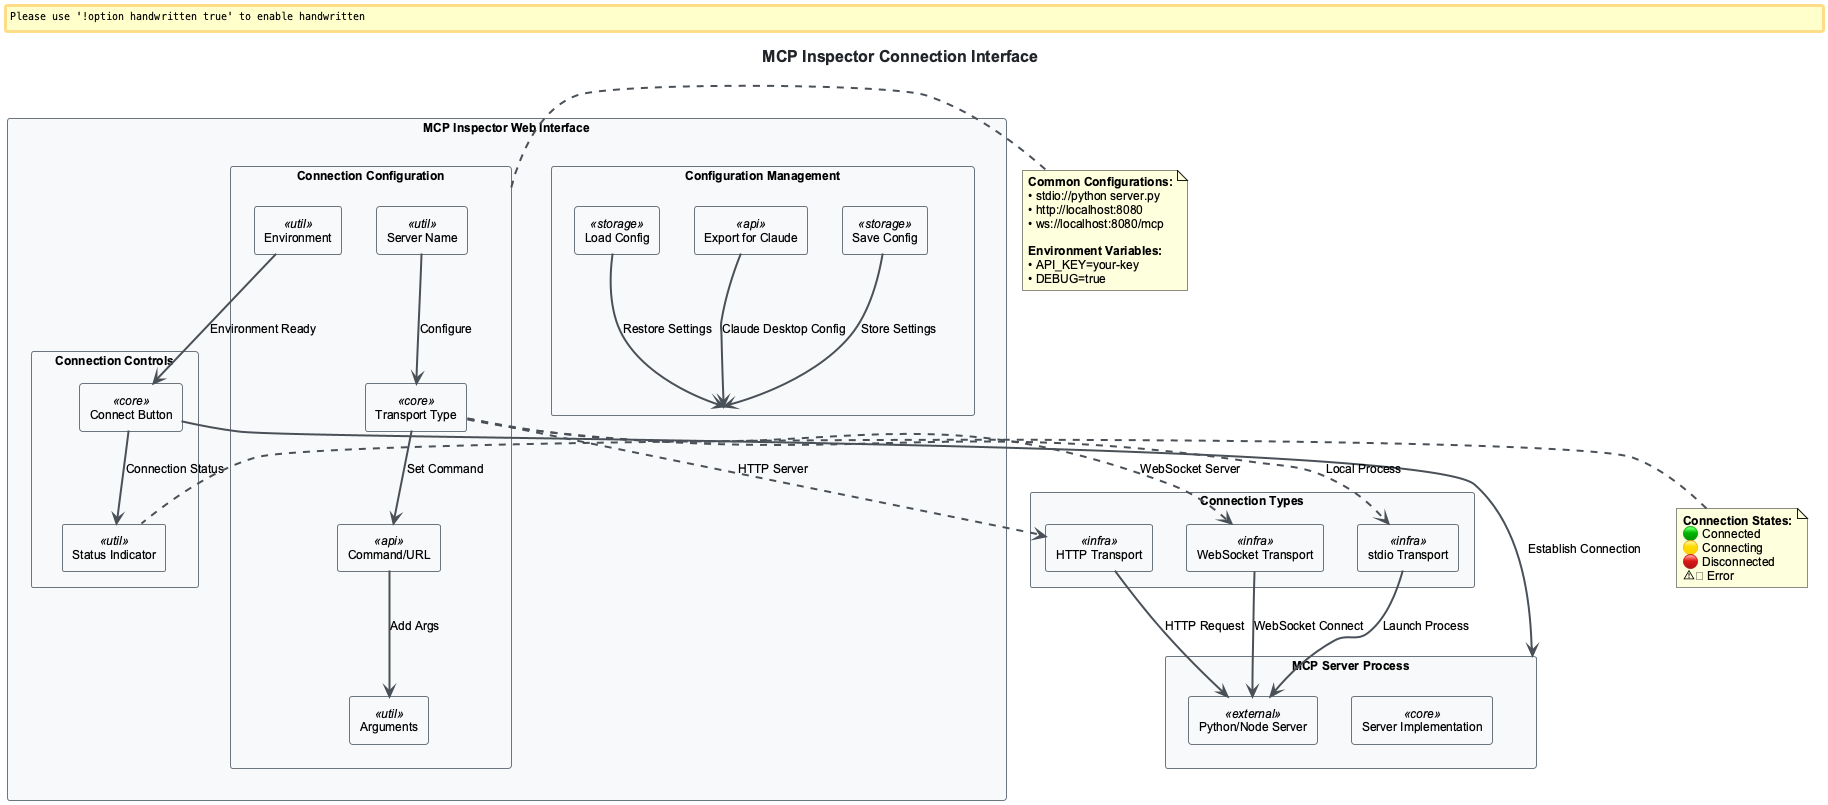 Please use '!option handwritten true' to enable handwritten
MCP Inspector Connection Interface
MCP Inspector Web Interface
Connection Configuration
«util»
Environment
«util»
Server Name
Configuration Management
«storage»
Load Config
«api»
Export for Claude
«storage»
Save Config
Common Configurations:
• stdio://python server.py
• http://localhost:8080
• ws://localhost:8080/mcp
Environment Variables:
• API_KEY=your-key
• DEBUG=true
Environment Ready
Configure
Restore Settings
Claude Desktop Config
Store Settings
Connection Controls
«core»
Connect Button
«core»
Transport Type
Connection Status
Set Command
HTTP Server
WebSocket Server
Local Process
«util»
Status Indicator
«api»
Command/URL
Connection Types
«infra»
HTTP Transport
«infra»
WebSocket Transport
«infra»
stdio Transport
Establish Connection
Connection States:
🟢 Connected
🟡 Connecting
🔴 Disconnected
⚠️ Error
Add Args
HTTP Request
WebSocket Connect
Launch Process
«util»
Arguments
MCP Server Process
«external»
Python/Node Server
«core»
Server Implementation